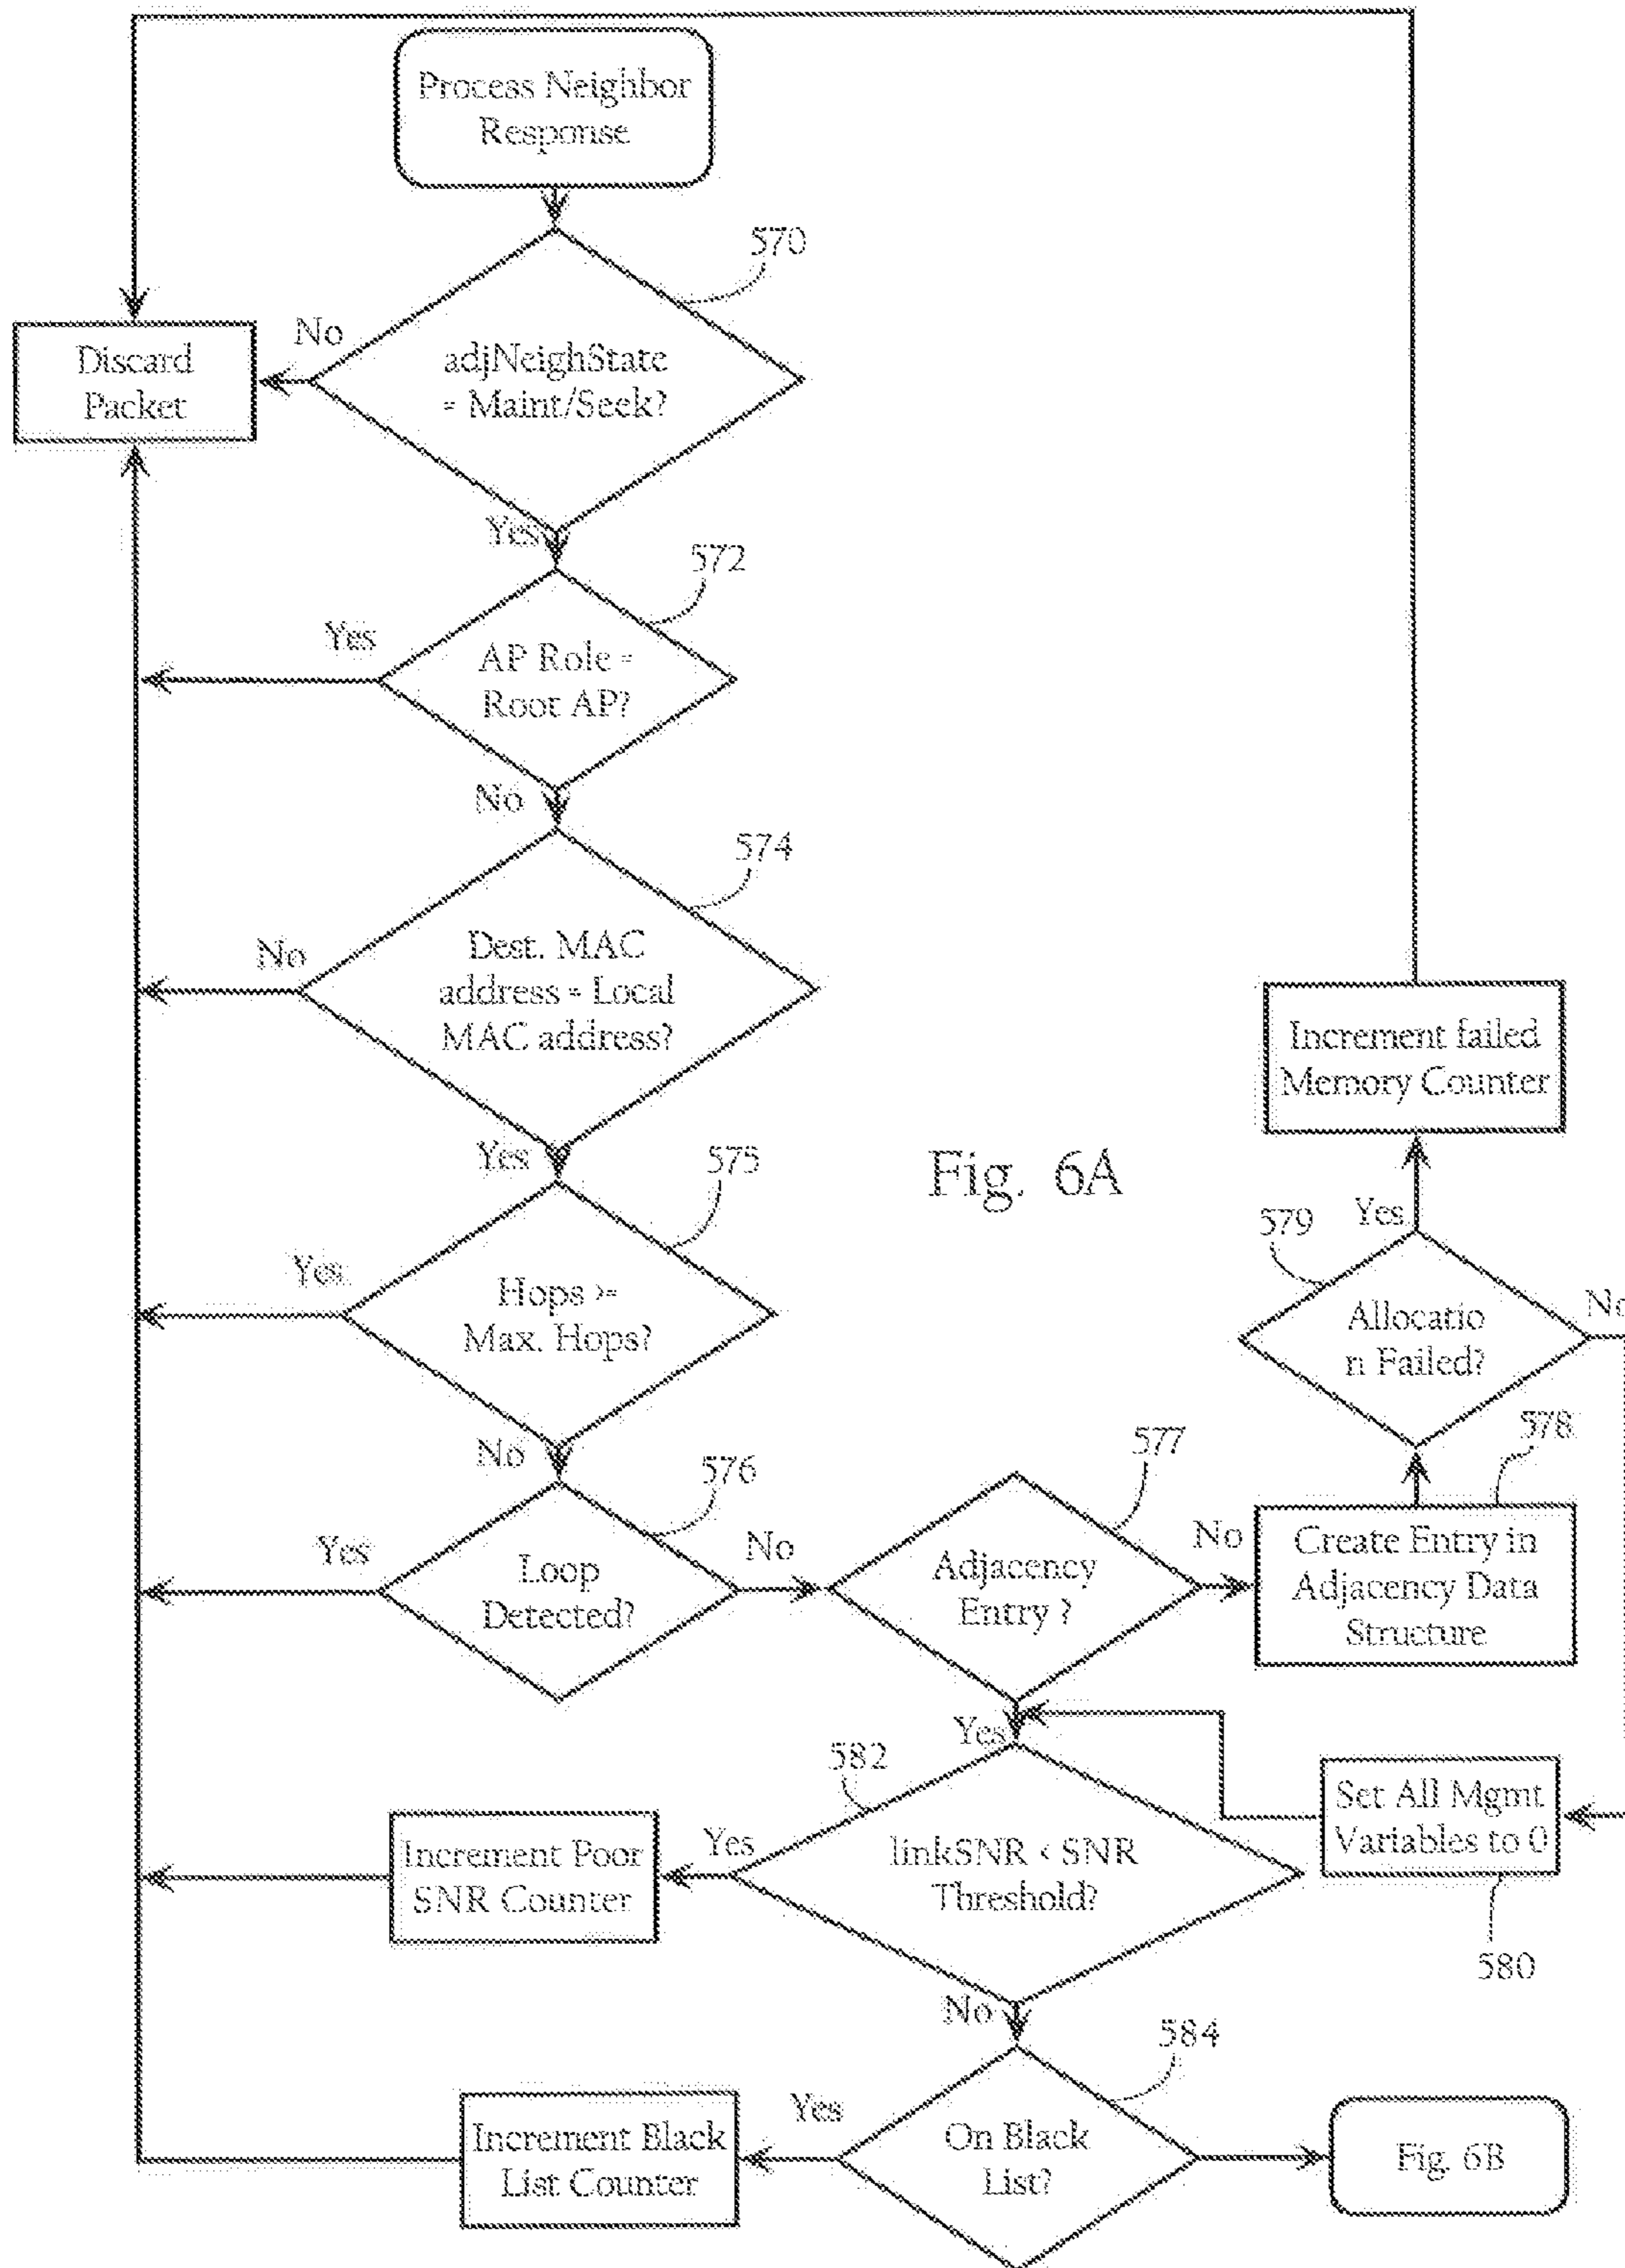 Process Neighbor
Response
570
No
Discard
Packet
adjNeighState
= Maint/Seek?
Yes
572
Yes
AP Role =
Root AP?
No
574
No
Dest. MAC
address = Local
MAC address?
Yes
575
Yes
Hops >=
Max. Hops?
No
576
Yes
Loop
Detected?
No
577
Adjacency
Entry ?
No
578
Create Entry in
Adjacency Data
Structure
579
Allocatio
n Failed?
Yes
No
Increment failed
Memory Counter
Fig. 6A
Yes
582
linkSNR < SNR
Threshold?
Yes
Increment Poor
SNR Counter
Set All Mgmt
Variables to 0
580
No
584
On Black
List?
Yes
Increment Black
List Counter
Fig. 6B